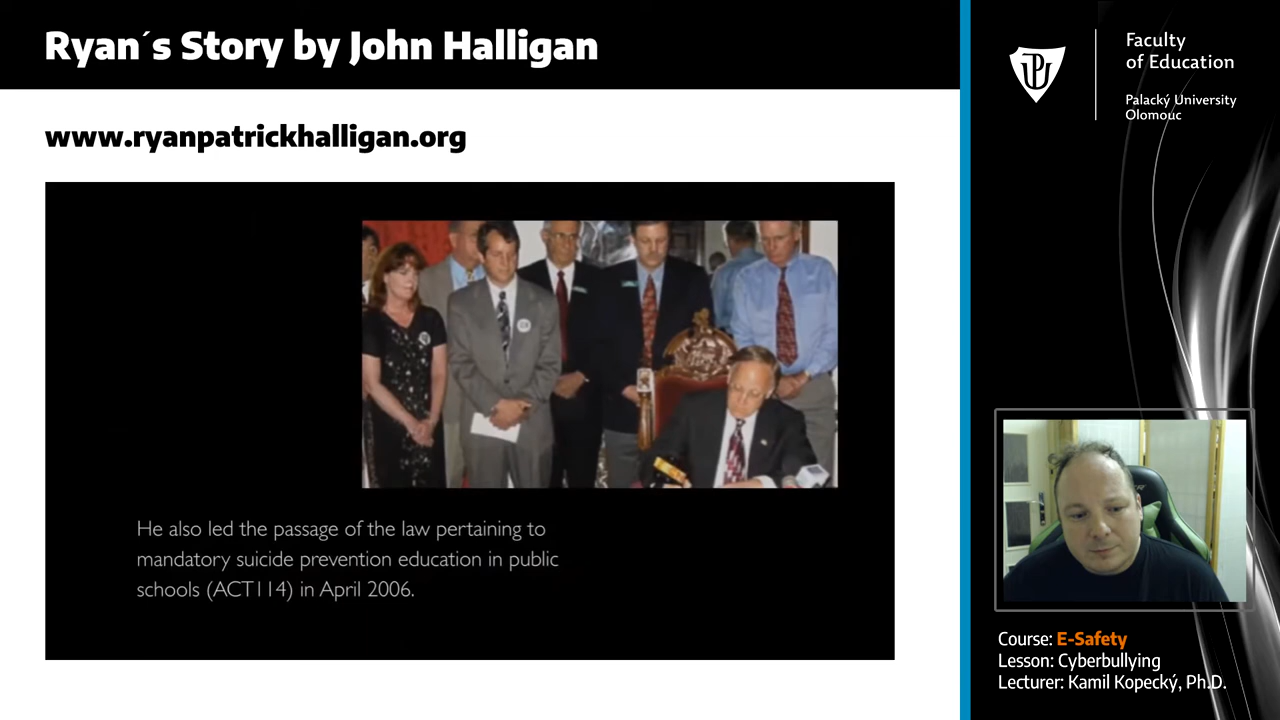 Ryan´s Story by John Halligan
www.ryanpatrickhalligan.org
He also led the passage of the law pertaining to
mandatory suicide prevention education in public
schools (ACT114) in April 2006.
Faculty
of Education
Palacký University
Olomouc
Course: E-Safety
Lesson: Cyberbullying
Lecturer: Kamil Kopecký, Ph.D.